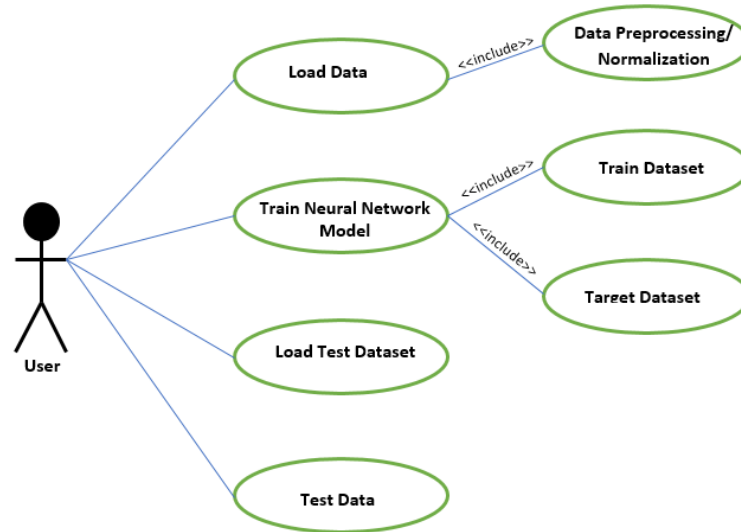 Data Preprocessing/
Normalization
<<include>>
Load Data
<<include>>
Train Dataset
Train Neural Network
Model
<<include>>
Target Dataset
Load Test Dataset
User
Test Data